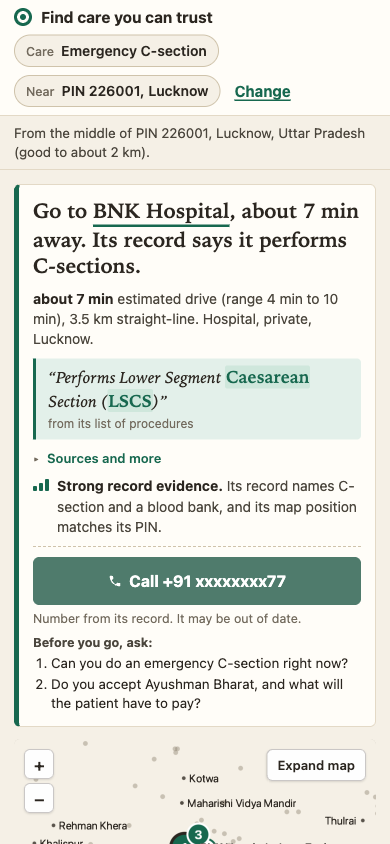 Find care you can trust
Care Emergency C-section
Near PIN 226001, Lucknow Change
From the middle of PIN 226001, Lucknow, Uttar Pradesh
(good to about 2 km).
Go to BNK Hospital, about 7 min
away. Its record says it performs
C-sections.
about 7 min estimated drive (range 4 min to 10
min), 3.5 km straight-line. Hospital, private,
Lucknow.
“Performs Lower Segment Caesarean
Section (LSCS)”
from its list of procedures
Sources and more
Strong record evidence. Its record names C-
section and a blood bank, and its map position
matches its PIN.
Call +91 xxxxxxxx77
Number from its record. It may be out of date.
Before you go, ask:
1. Can you do an emergency C-section right now?
2. Do you accept Ayushman Bharat, and what will
the patient have to pay?
+
Expand map
Kotwa
−
Maharishi Vidya Mandir
Rehman Khera
Thulrai
3